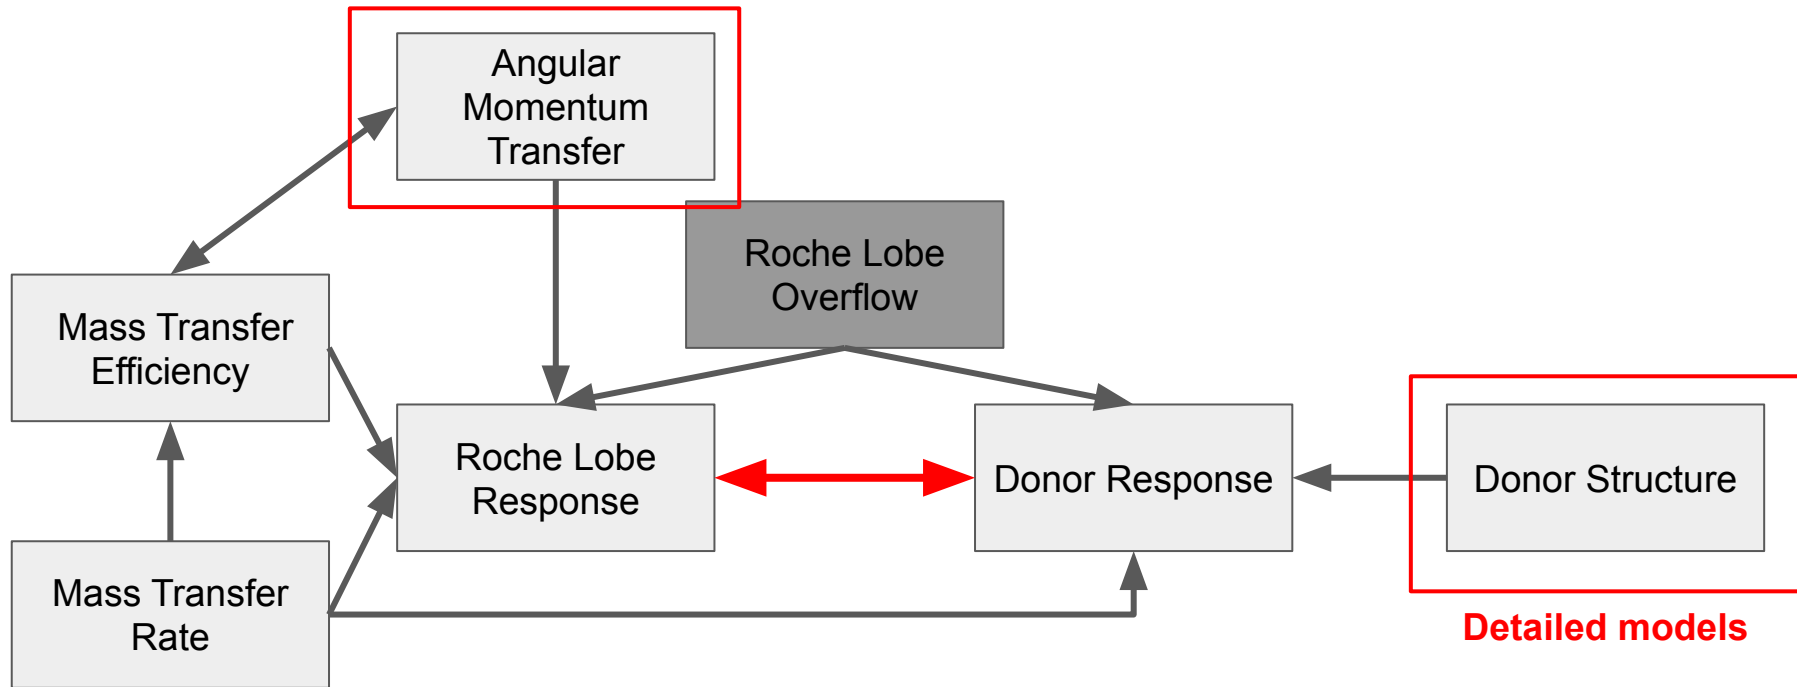 Angular
Momentum
Transfer
Roche Lobe
Overflow
Mass Transfer
Efficiency
Roche Lobe
Response
Donor Response
Donor Structure
Mass Transfer
Rate
Detailed models